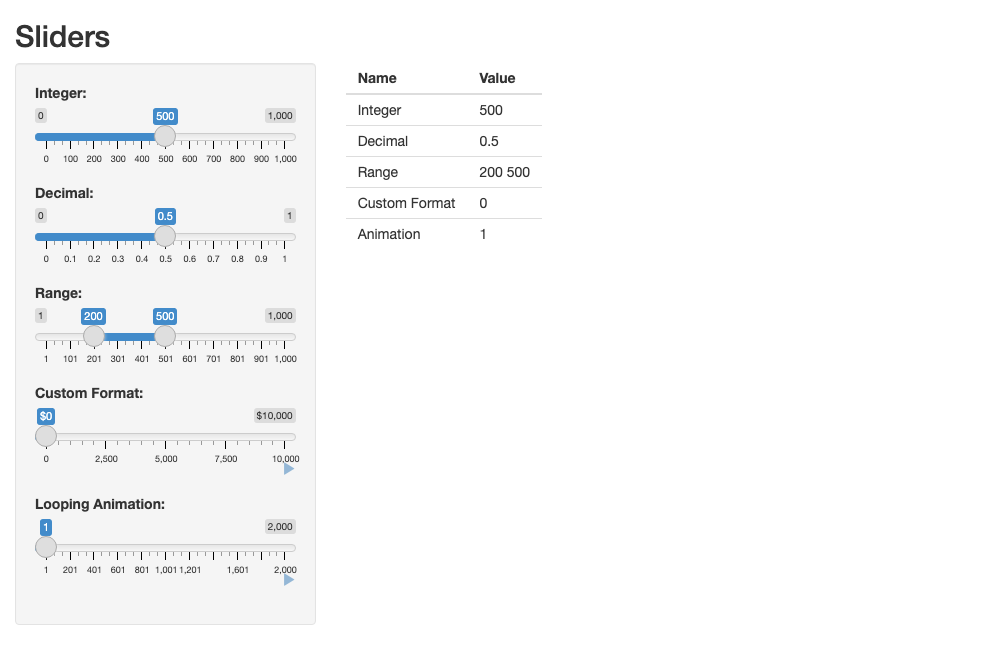 Sliders
Integer:
0 500 1,000
0 100 200 300 400 500 600 700 800 900 1,000
Decimal:
0 0.5 1
0 0.1 0.2 0.3 0.4 0.5 0.6 0.7 0.8 0.9 1
Range:
1 200 500 1,000
1 101 201 301 401 501 601 701 801 901 1,000
Custom Format:
$0 $10,000
0 2,500 5,000 7,500 10,000
Looping Animation:
1 2,000
1 201 401 601 801 1,001 1,201 1,601 2,000
Name Value
Integer 500
Decimal 0.5
Range 200 500
Custom Format 0
Animation 1